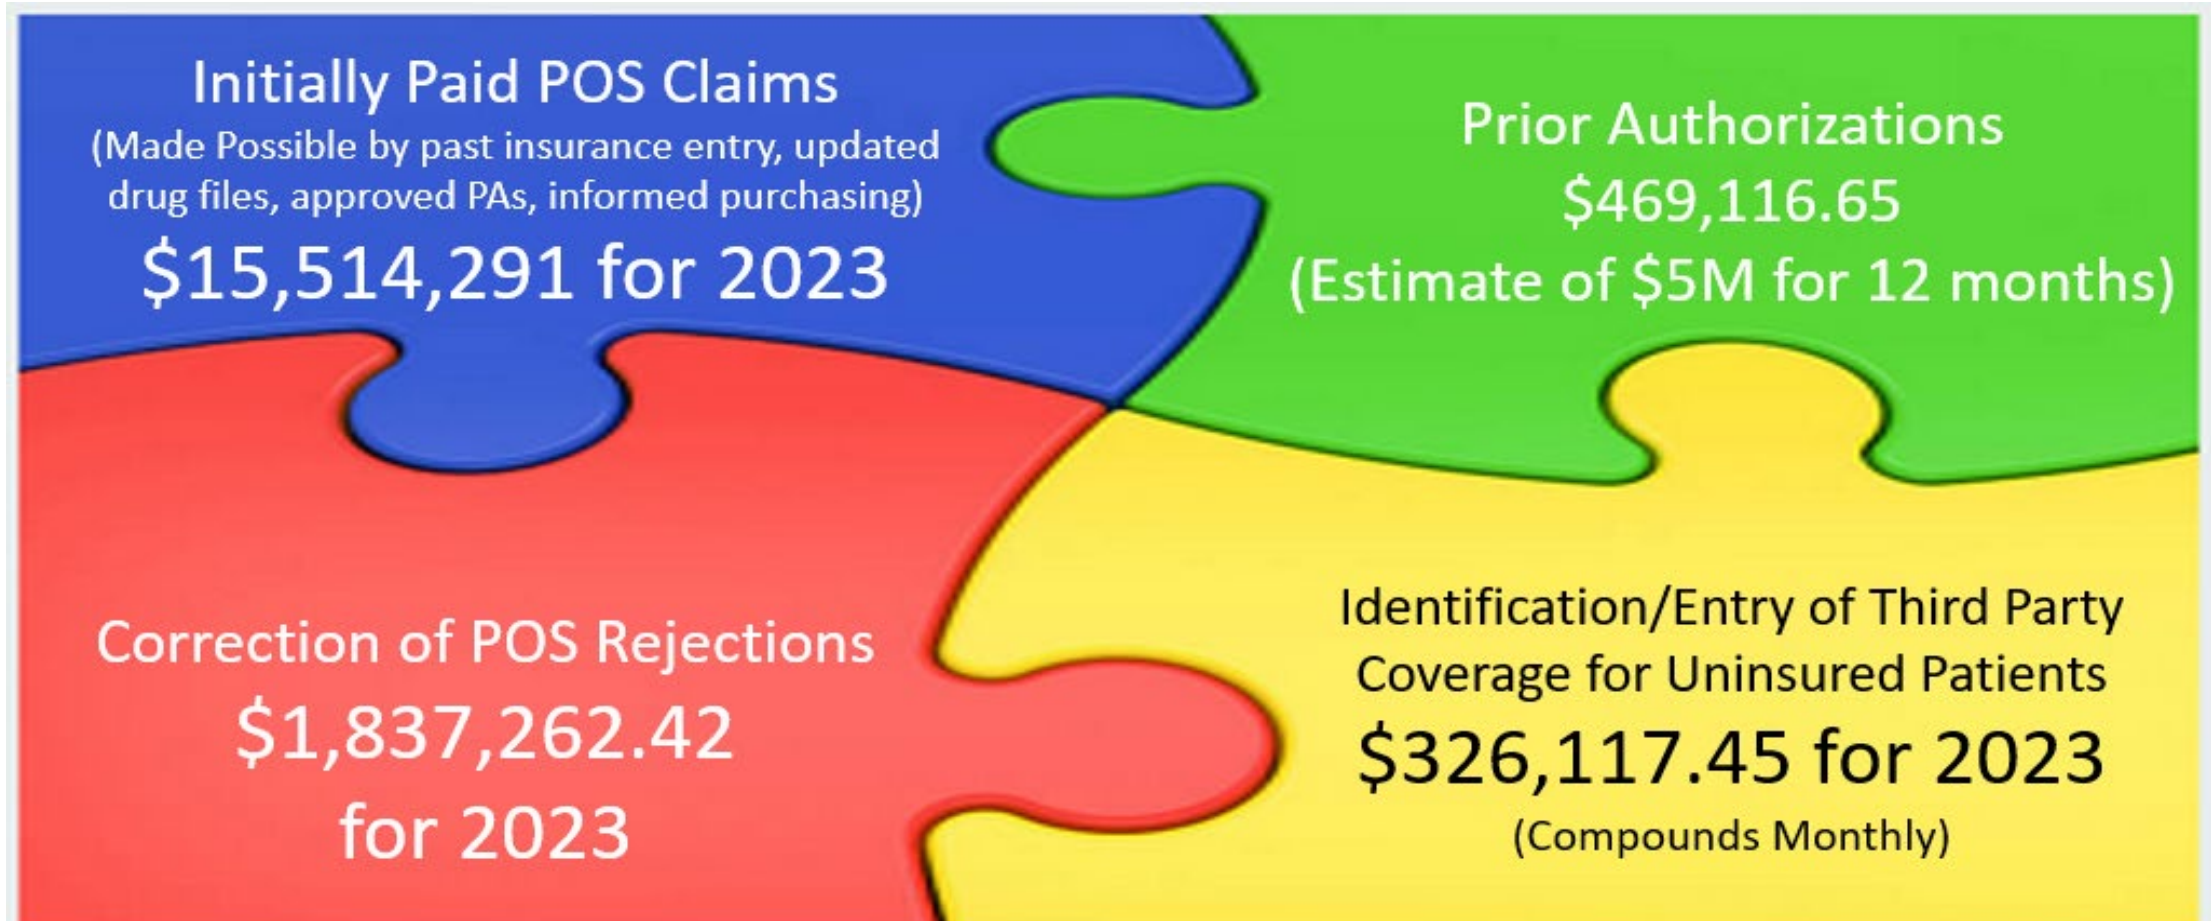 Initially Paid POS Claims
(Made Possible by past insurance entry, updated
drug files, approved PAs, informed purchasing)
$15,514,291 for 2023
Prior Authorizations
$469,116.65
(Estimate of $5M for 12 months)
Correction of POS Rejections
$1,837,262.42
for 2023
Identification/Entry of Third Party
Coverage for Uninsured Patients
$326,117.45 for 2023
(Compounds Monthly)